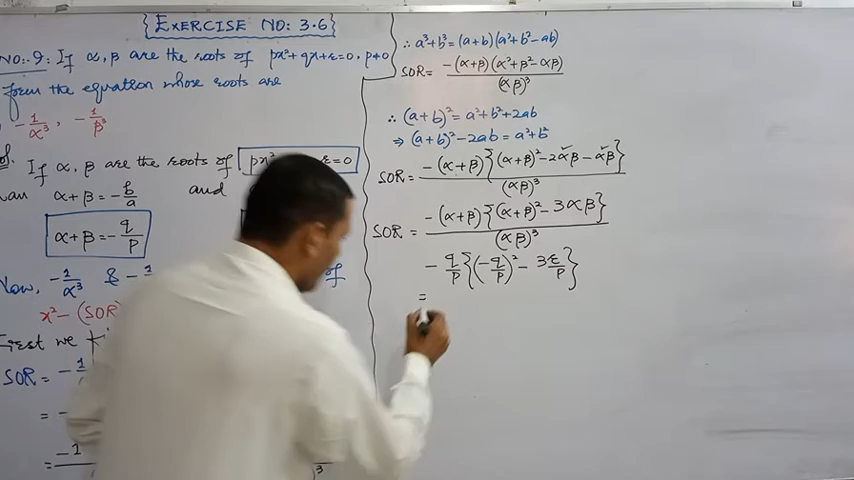 EXERCISE NO: 3.6
NO:-9: If α, β are the roots of px²+qx+r=0, p≠0
form the equation whose roots are
-1/α³, -1/β³
If α, β are the roots of px² r=0
α+β = -b/a and
α+β = -q/p
Now, -1/α³ & -1 of
x² - (SOR)
First we
SOR = -1
= -
= -1
∴ a³+b³=(a+b)(a²+b²-ab)
SOR = -(α+β)(α²+β²-αβ)/(αβ)³
∴ (a+b)² = a²+b²+2ab
⇒ (a+b)²-2ab = a²+b²
SOR = -(α+β){(α+β)²-2αβ-αβ}/(αβ)³
SOR = -(α+β){(α+β)²-3αβ}/(αβ)³
- q/p{(-q/p)² - 3r/p}
=